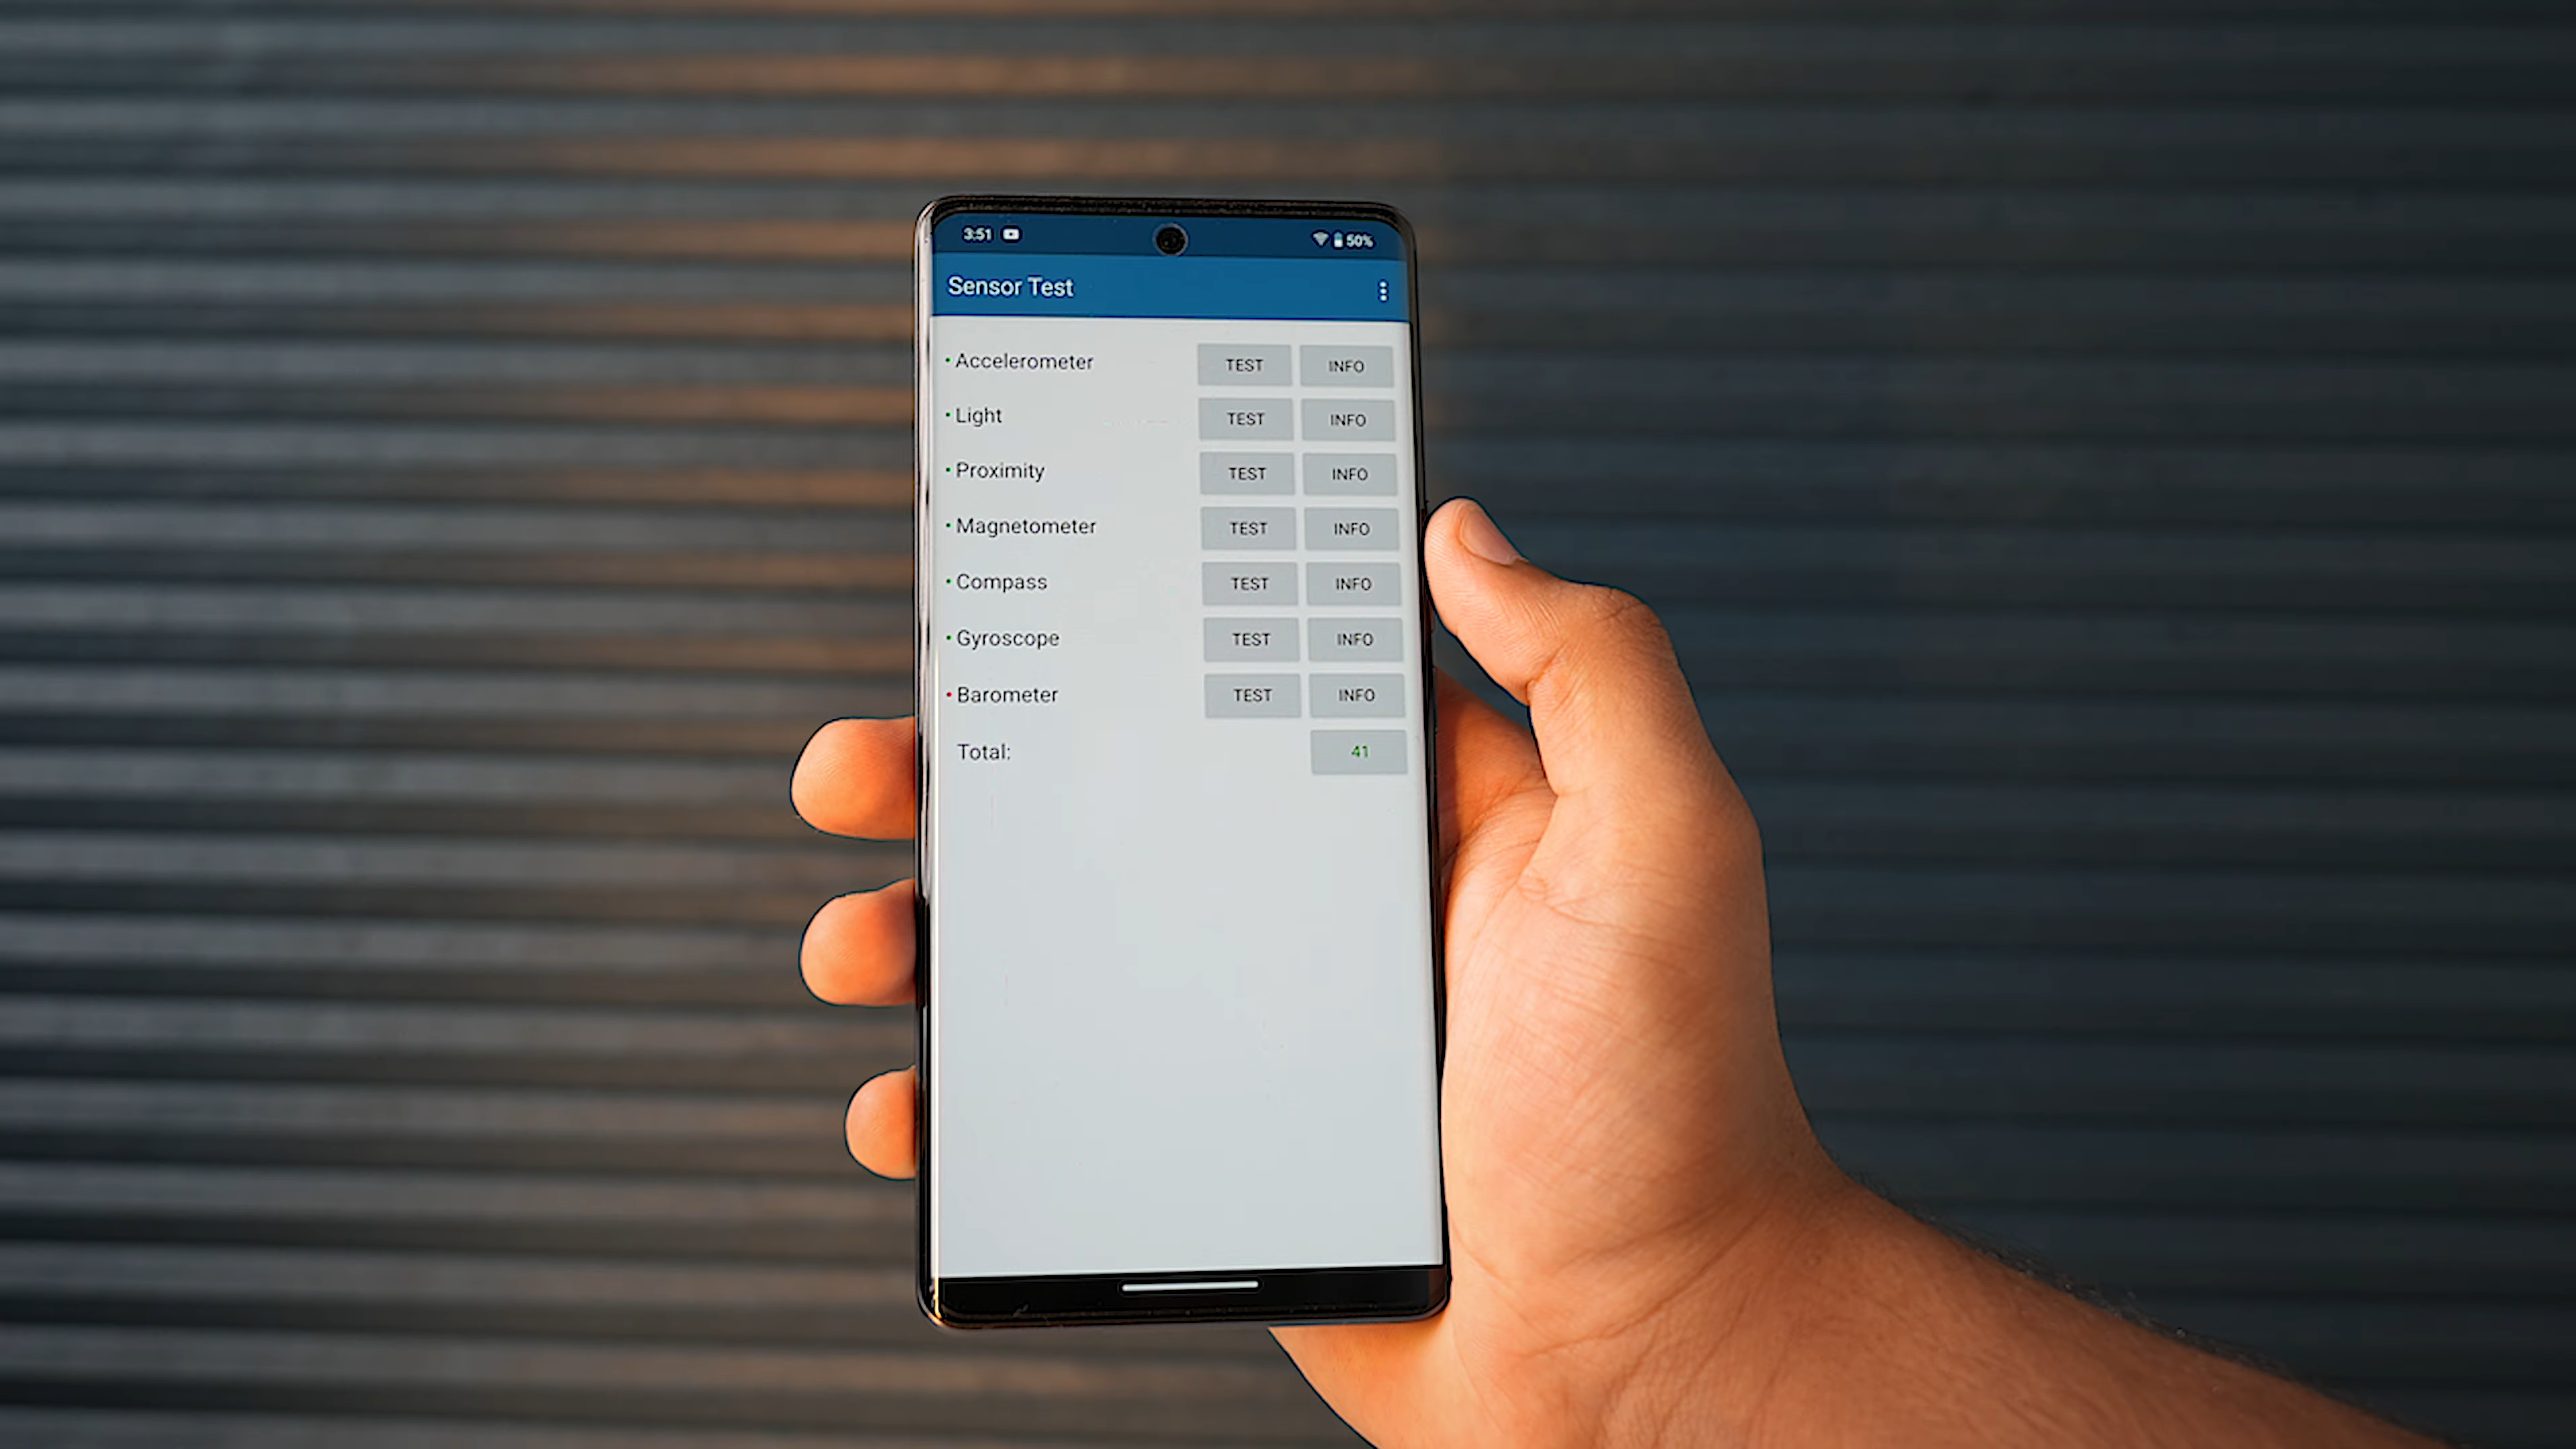 3:51 50%
Sensor Test
Accelerometer TEST INFO
Light TEST INFO
Proximity TEST INFO
Magnetometer TEST INFO
Compass TEST INFO
Gyroscope TEST INFO
Barometer TEST INFO
Total: 41